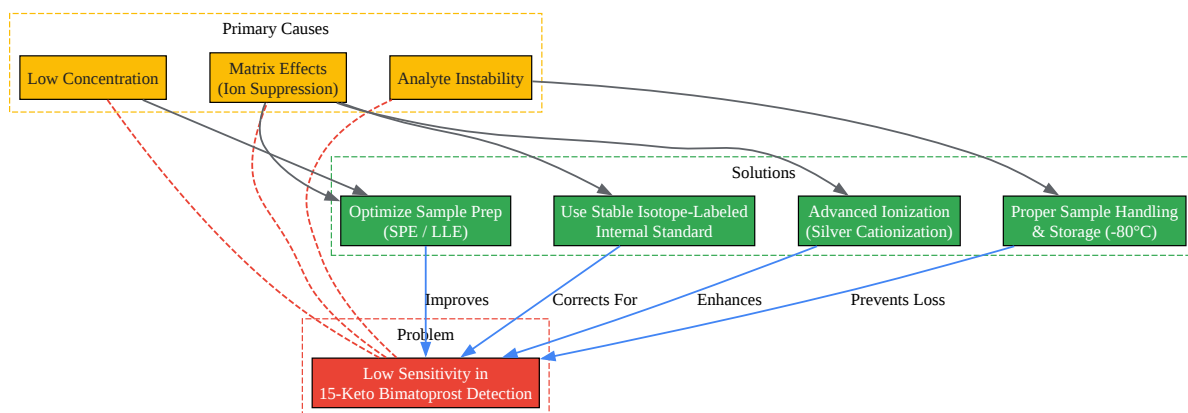 Primary Causes
Low Concentration
Matrix Effects
(Ion Suppression)
Analyte Instability
Solutions
Optimize Sample Prep
(SPE / LLE)
Use Stable Isotope-Labeled
Internal Standard
Advanced Ionization
(Silver Cationization)
Proper Sample Handling
& Storage (-80°C)
Improves
Corrects For
Enhances
Prevents Loss
Problem
Low Sensitivity in
15-Keto Bimatoprost Detection